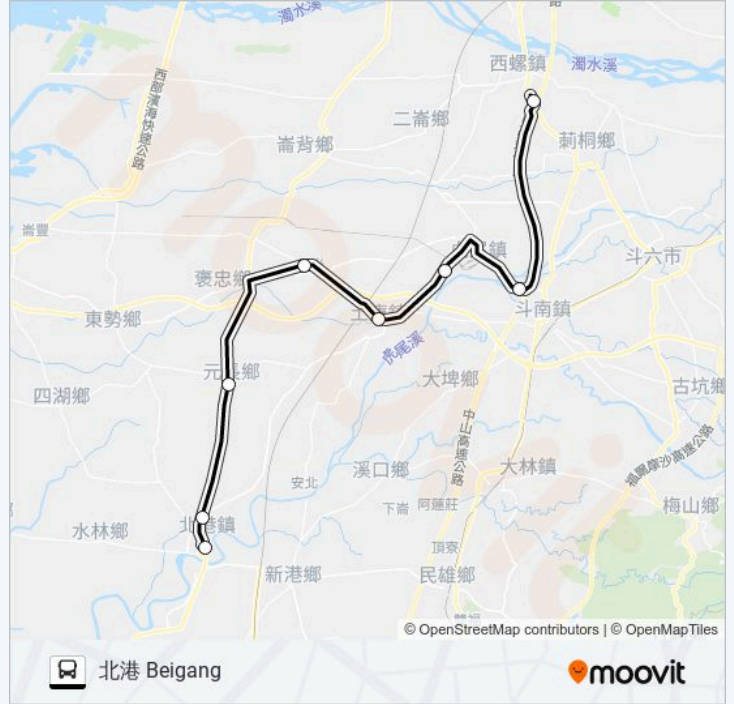 濁水溪
西螺鎮
濁水溪
西部濱海快速公路
二崙鄉
莿桐鄉
崙背鄉
崙豐
斗六市
褒忠鄉
東勢鄉
斗南鎮
虎尾溪
元長鄉
大埤鄉
四湖鄉
古坑鄉
中山高速公路
福爾摩沙高速公路
大林鎮
溪口鄉
安北
下崙
阿蓮莊
梅山鄉
水林鄉
北港鎮
頂寮
新港鄉
民雄鄉
© OpenStreetMap contributors | © OpenMapTiles
北港 Beigang
moovit